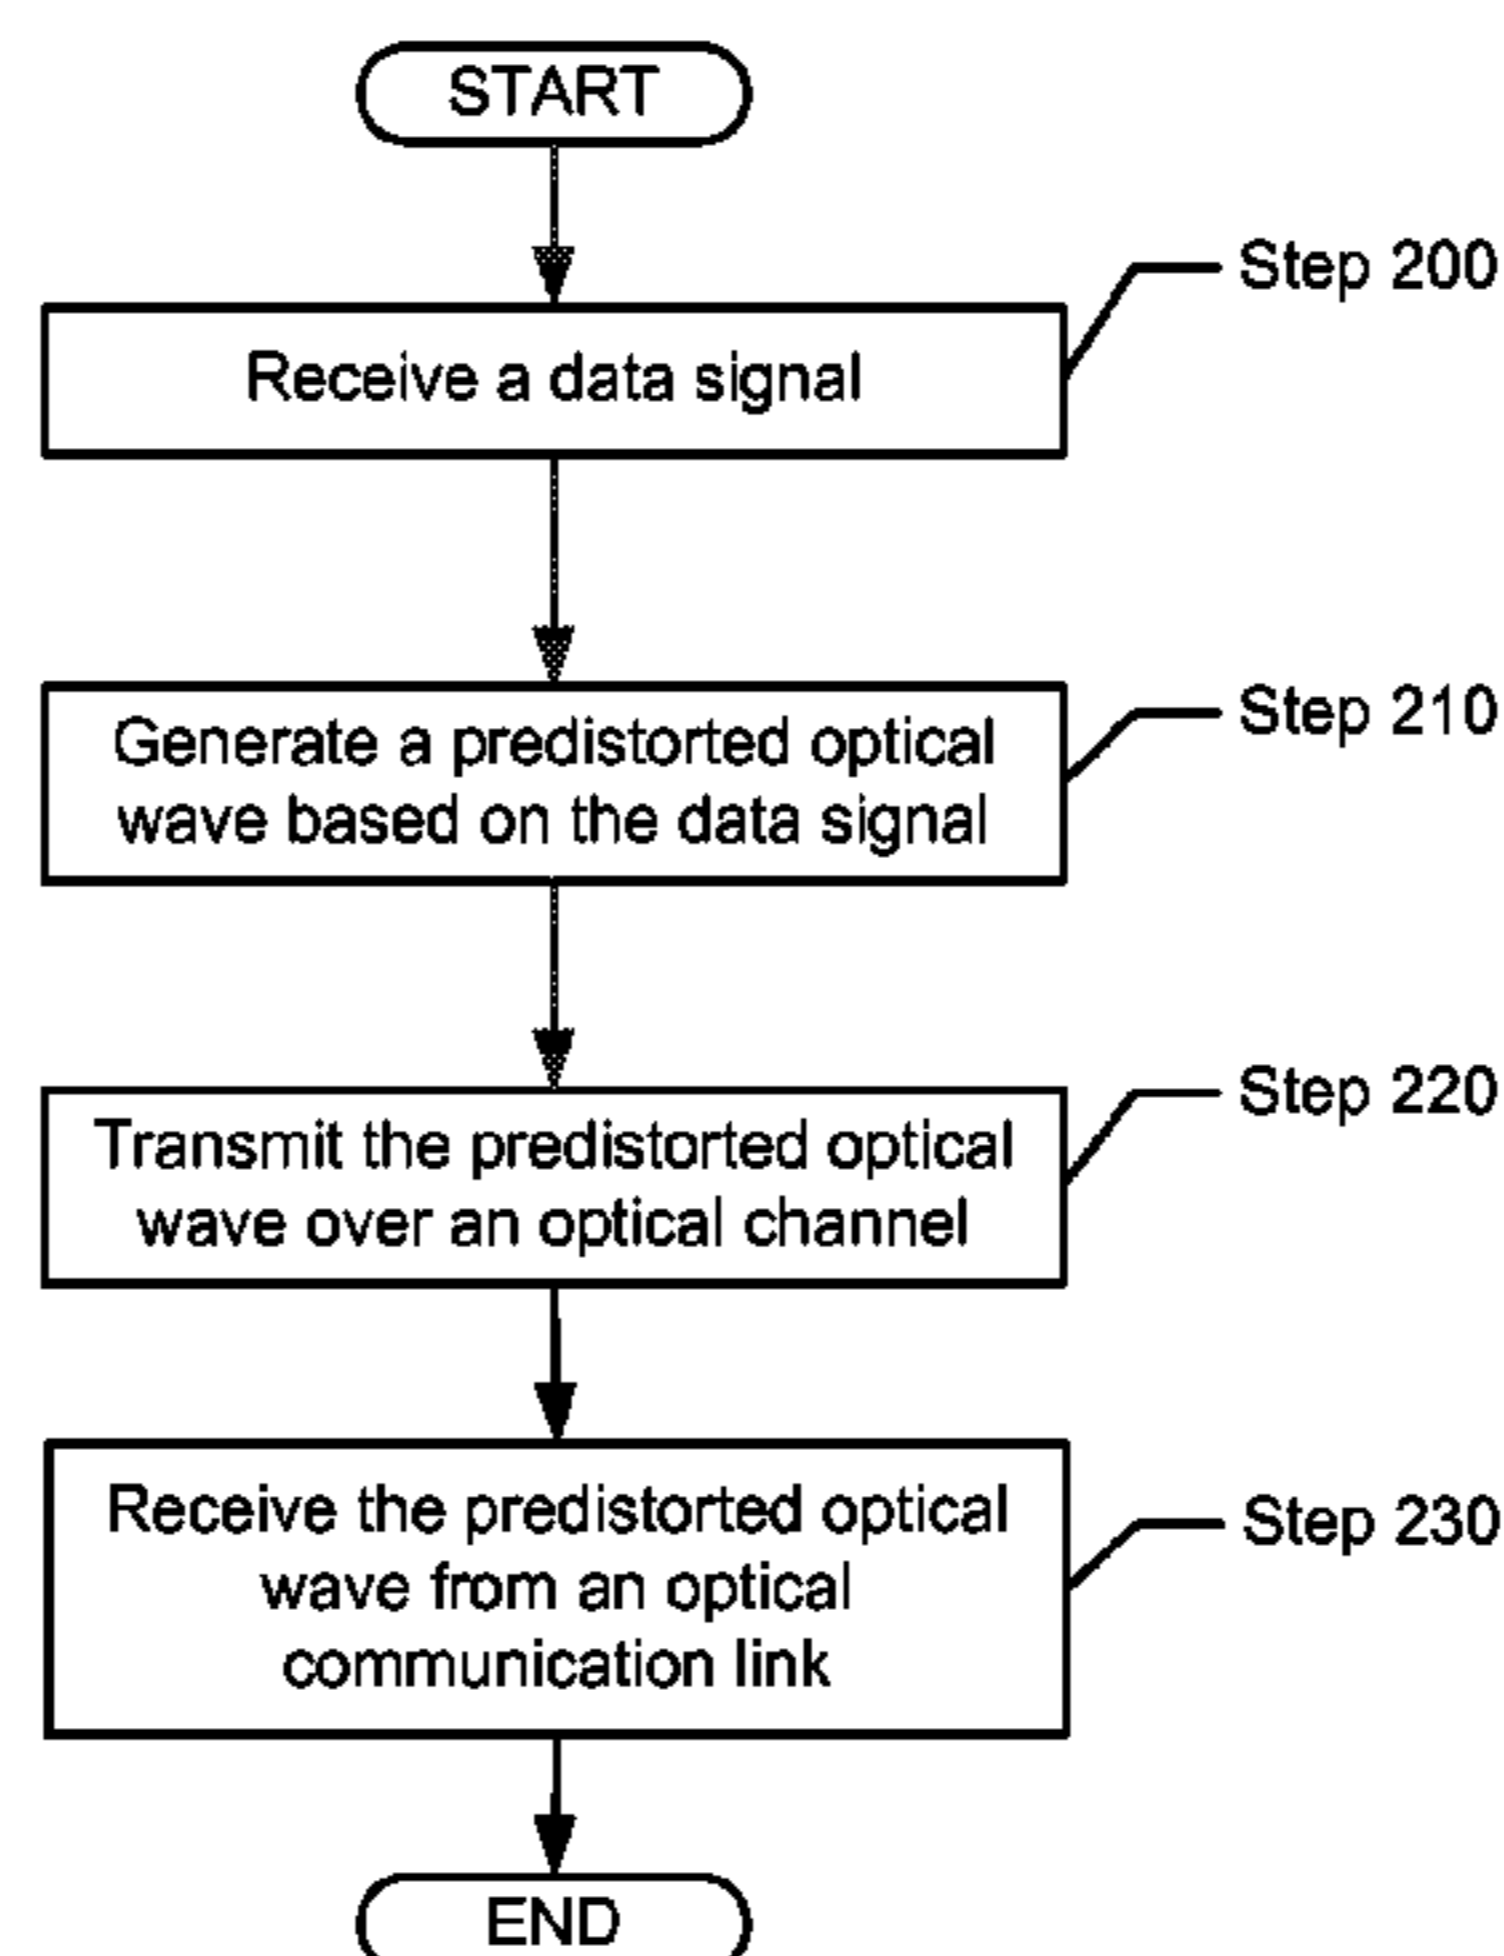 START
Step 200
Receive a data signal
Step 210
Generate a predistorted optical
wave based on the data signal
Step 220
Transmit the predistorted optical
wave over an optical channel
Step 230
Receive the predistorted optical
wave from an optical
communication link
END